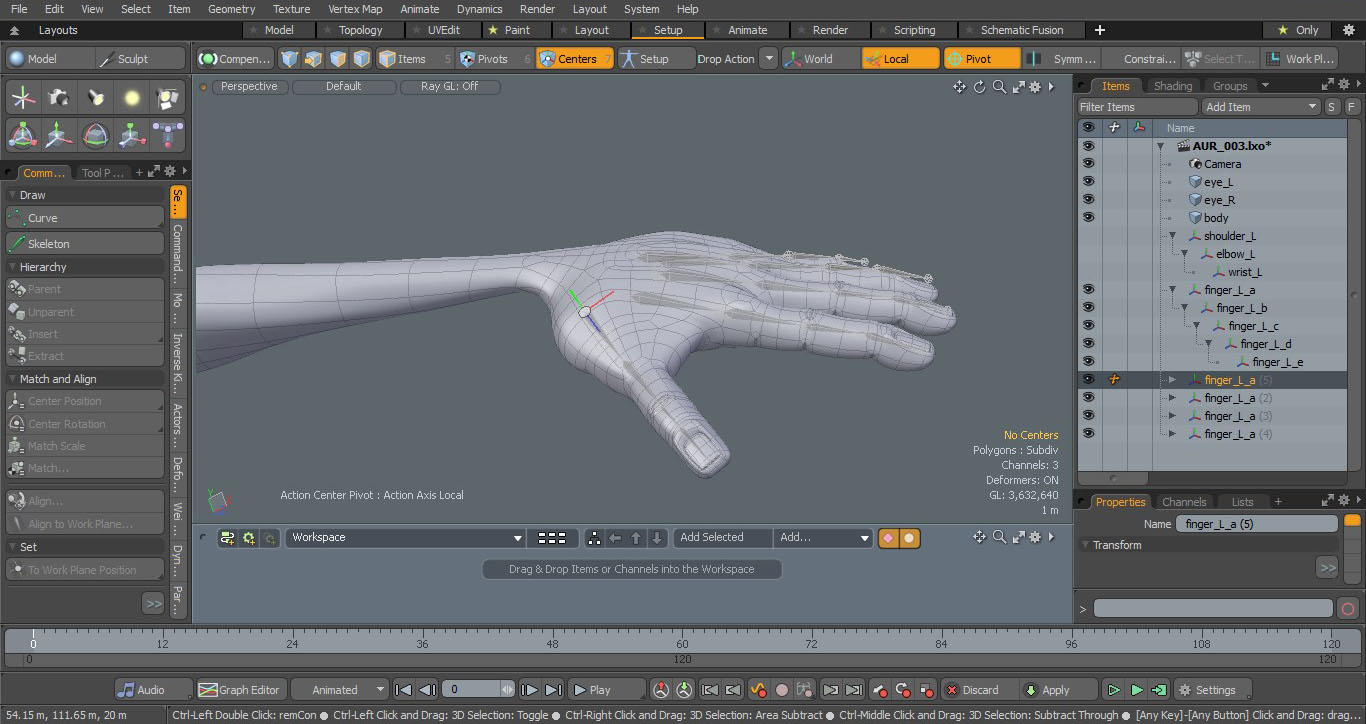 File Edit View Select Item Geometry Texture Vertex Map Animate Dynamics Render Layout System Help
Layouts Model Topology UVEdit Paint Layout Setup Animate Render Scripting Schematic Fusion + Only
Model Sculpt Compen... Items 5 Pivots 6 Centers 7 Setup Drop Action World Local Pivot Symm ... Constrai... Select T... Work Pl...
Perspective Default Ray GL: Off
Items Shading Groups
Filter Items Add Item S F
Name
AUR_003.lxo*
Camera
eye_L
eye_R
body
shoulder_L
elbow_L
wrist_L
finger_L_a
finger_L_b
finger_L_c
finger_L_d
finger_L_e
finger_L_a (5)
finger_L_a (2)
finger_L_a (3)
finger_L_a (4)
Comm... Tool P ... +
Draw
Curve
Skeleton
Hierarchy
Parent
Unparent
Insert
Extract
Match and Align
Center Position
Center Rotation
Match Scale
Match...
Align...
Align to Work Plane...
Set
To Work Plane Position
>>
Se ...
Command...
Mo ...
Inverse Ki...
Actors...
Defo...
Wei ...
Dyn...
Par ...
No Centers
Polygons : Subdiv
Channels: 3
Deformers: ON
GL: 3,632,640
1 m
Action Center Pivot : Action Axis Local
Y
Workspace Add Selected Add...
Drag & Drop Items or Channels into the Workspace
Properties Channels Lists +
Name finger_L_a (5)
Transform
>>
>
0 12 24 36 48 60 72 84 96 108 120
0 120 120
Audio Graph Editor Animated 0 Play Discard Apply Settings
54.15 m, 111.65 m, 20 m Ctrl-Left Double Click: remCon ● Ctrl-Left Click and Drag: 3D Selection: Toggle ● Ctrl-Right Click and Drag: 3D Selection: Area Subtract ● Ctrl-Middle Click and Drag: 3D Selection: Subtract Through ● [Any Key]-[Any Button] Click and Drag: drag...